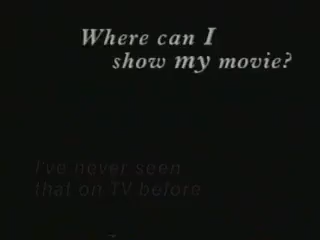 Where can I
show my movie?
I've never seen
that on TV before